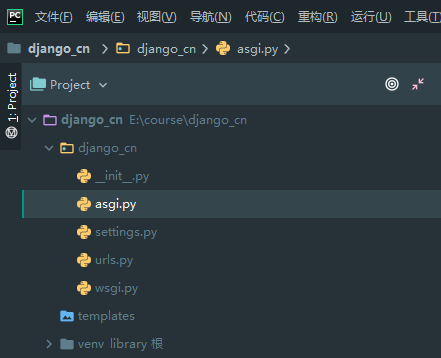 PC 文件(F) 编辑(E) 视图(V) 导航(N) 代码(C) 重构(R) 运行(U) 工具(T)
django_cn django_cn asgi.py
1: Project
Project
django_cn E:\course\django_cn
django_cn
__init__.py
asgi.py
settings.py
urls.py
wsgi.py
templates
venv library 根